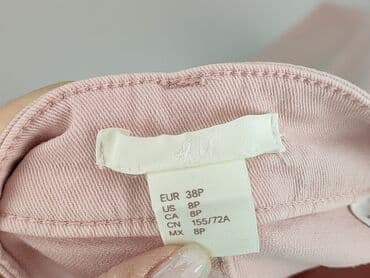 H&M
EUR 38P
US 8P
CA 8P
CN 155/72A
MX 8P